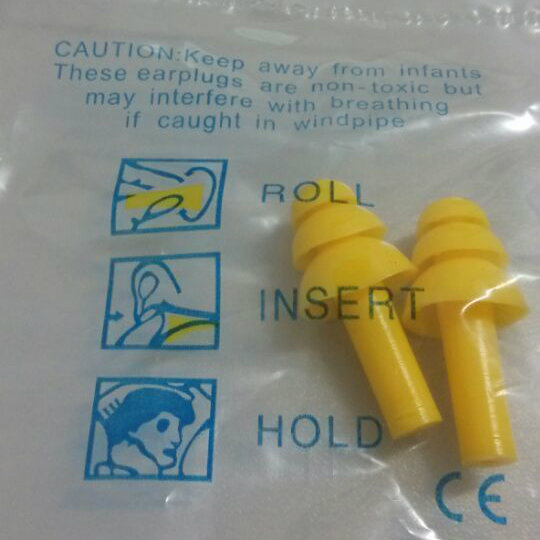 CAUTION:Keep away from infants
These earplugs are non-toxic but
may interfere with breathing
if caught in windpipe
ROLL
INSERT
HOLD
CE